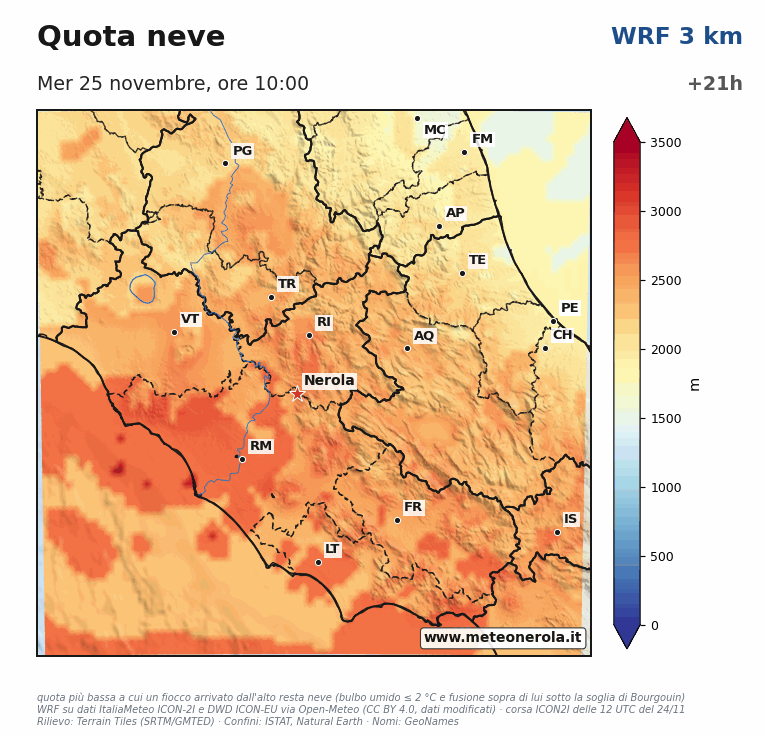 Quota neve
WRF 3 km
Mer 25 novembre, ore 10:00
+21h
MC
FM
PG
AP
TE
TR
PE
VT
RI
AQ
CH
Nerola
RM
FR
IS
LT
www.meteonerola.it
3500
3000
2500
2000
1500
1000
500
0
m
quota più bassa a cui un fiocco arrivato dall'alto resta neve (bulbo umido ≤ 2 °C e fusione sopra di lui sotto la soglia di Bourgouin)
WRF su dati ItaliaMeteo ICON-2I e DWD ICON-EU via Open-Meteo (CC BY 4.0, dati modificati) · corsa ICON2I delle 12 UTC del 24/11
Rilievo: Terrain Tiles (SRTM/GMTED) · Confini: ISTAT, Natural Earth · Nomi: GeoNames